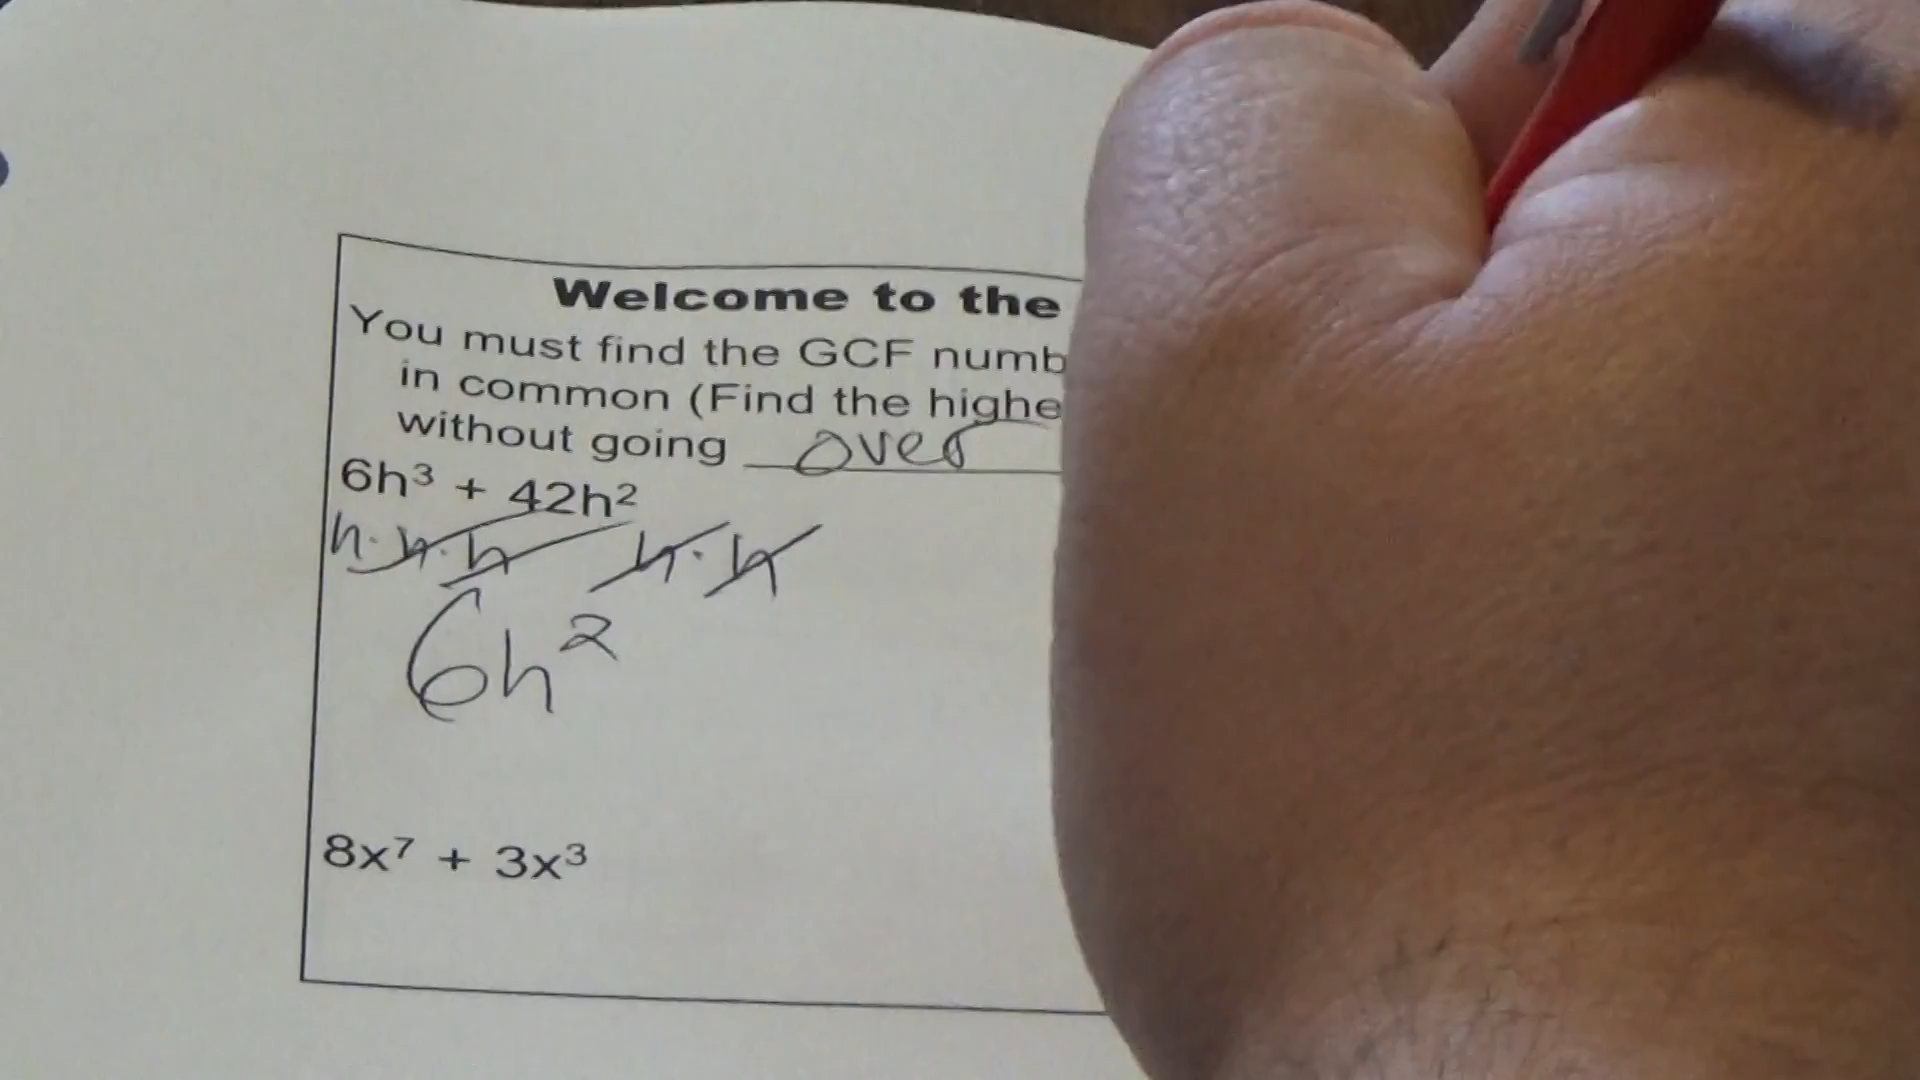 Welcome to the
You must find the GCF numb
in common (Find the highe
without going over
6h³ + 42h²
h·h·h h·h
6h²
8x⁷ + 3x³